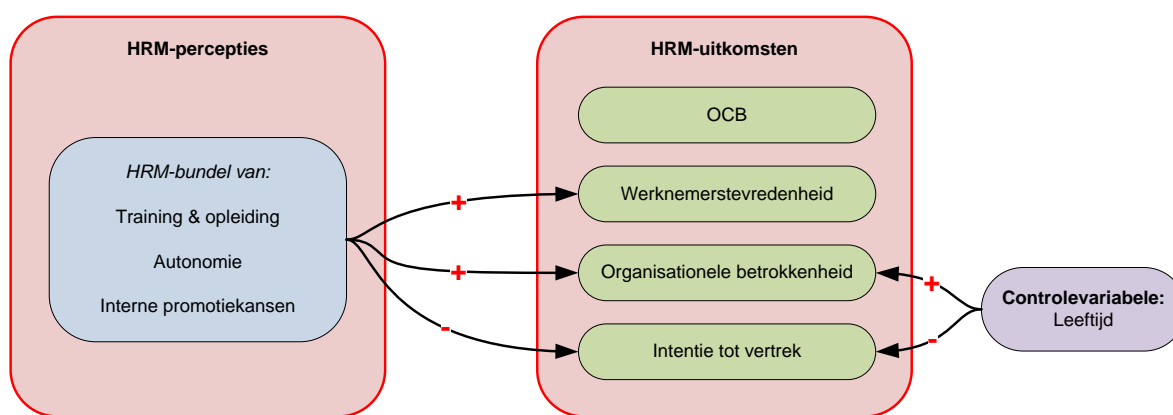 HRM-percepties
HRM-bundel van:
Training & opleiding
Autonomie
Interne promotiekansen
+
+
-
HRM-uitkomsten
OCB
Werknemerstevredenheid
Organisationele betrokkenheid
Intentie tot vertrek
+
-
Controlevariabele:
Leeftijd